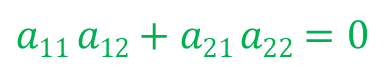 a₁₁ a₁₂ + a₂₁ a₂₂ = 0